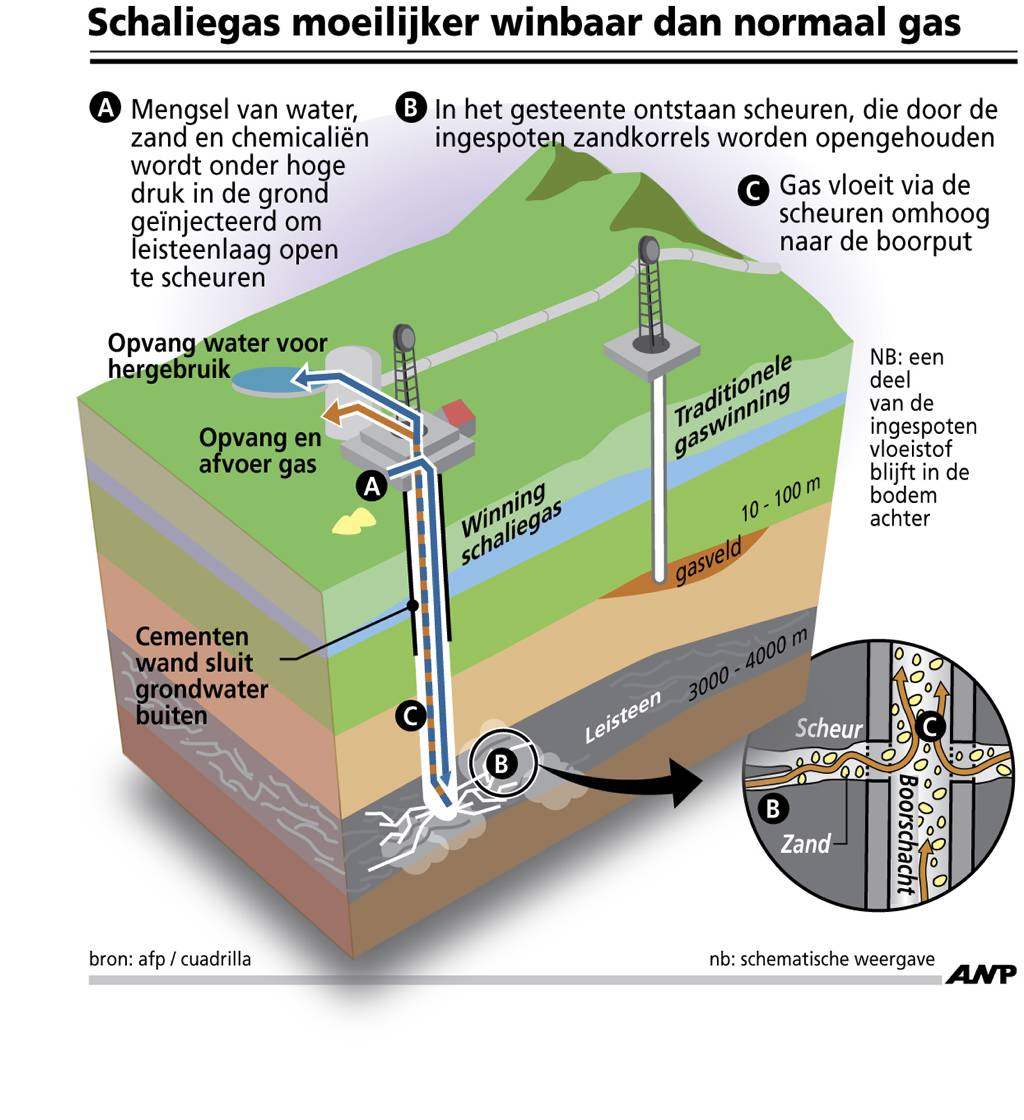 Schaliegas moeilijker winbaar dan normaal gas
A Mengsel van water,
zand en chemicaliën
wordt onder hoge
druk in de grond
geïnjecteerd om
leisteenlaag open
te scheuren
B In het gesteente ontstaan scheuren, die door de
ingespoten zandkorrels worden opengehouden
C Gas vloeit via de
scheuren omhoog
naar de boorput
Opvang water voor
hergebruik
Opvang en
afvoer gas
A
Winning
schaliegas
Traditionele
gaswinning
NB: een
deel
van de
ingespoten
vloeistof
blijft in de
bodem
achter
10 - 100 m
gasveld
Cementen
wand sluit
grondwater
buiten
C
B
Leisteen
3000 - 4000 m
Scheur
C
B
Zand
Boorschacht
bron: afp / cuadrilla
nb: schematische weergave
ANP